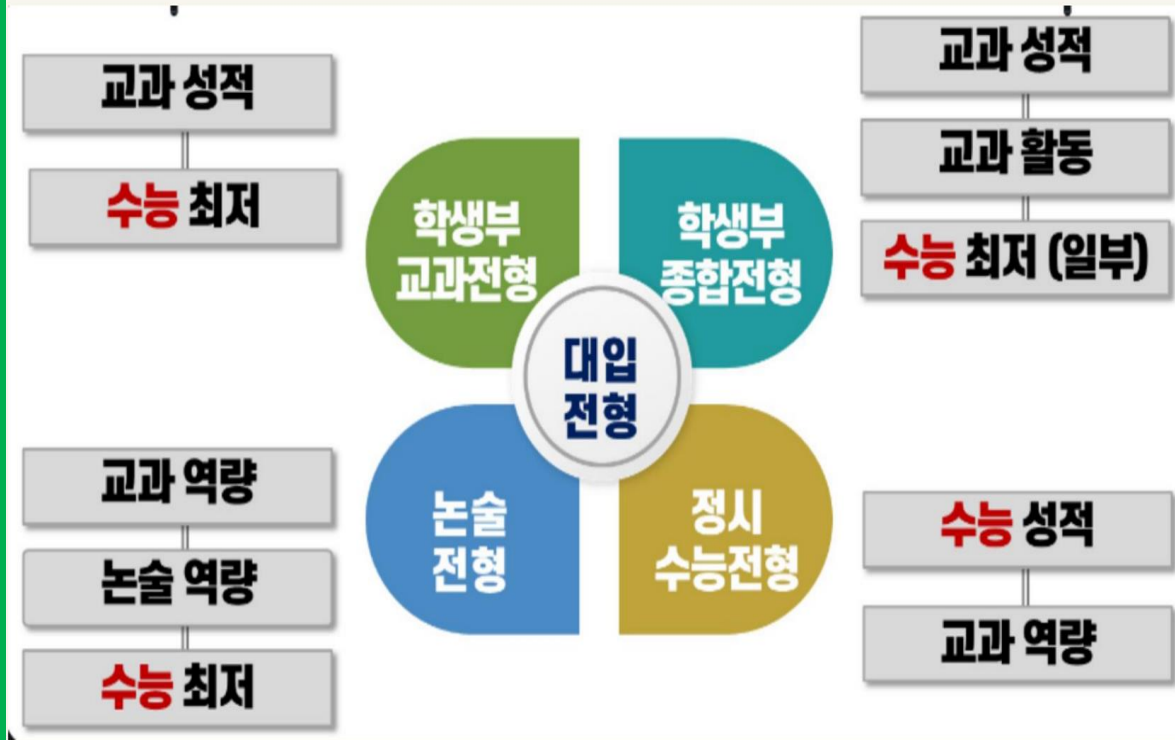 교과 성적
수능 최저
학생부
교과전형
학생부
종합전형
교과 성적
교과 활동
수능 최저 (일부)
대입
전형
교과 역량
논술 역량
수능 최저
논술
전형
정시
수능전형
수능 성적
교과 역량